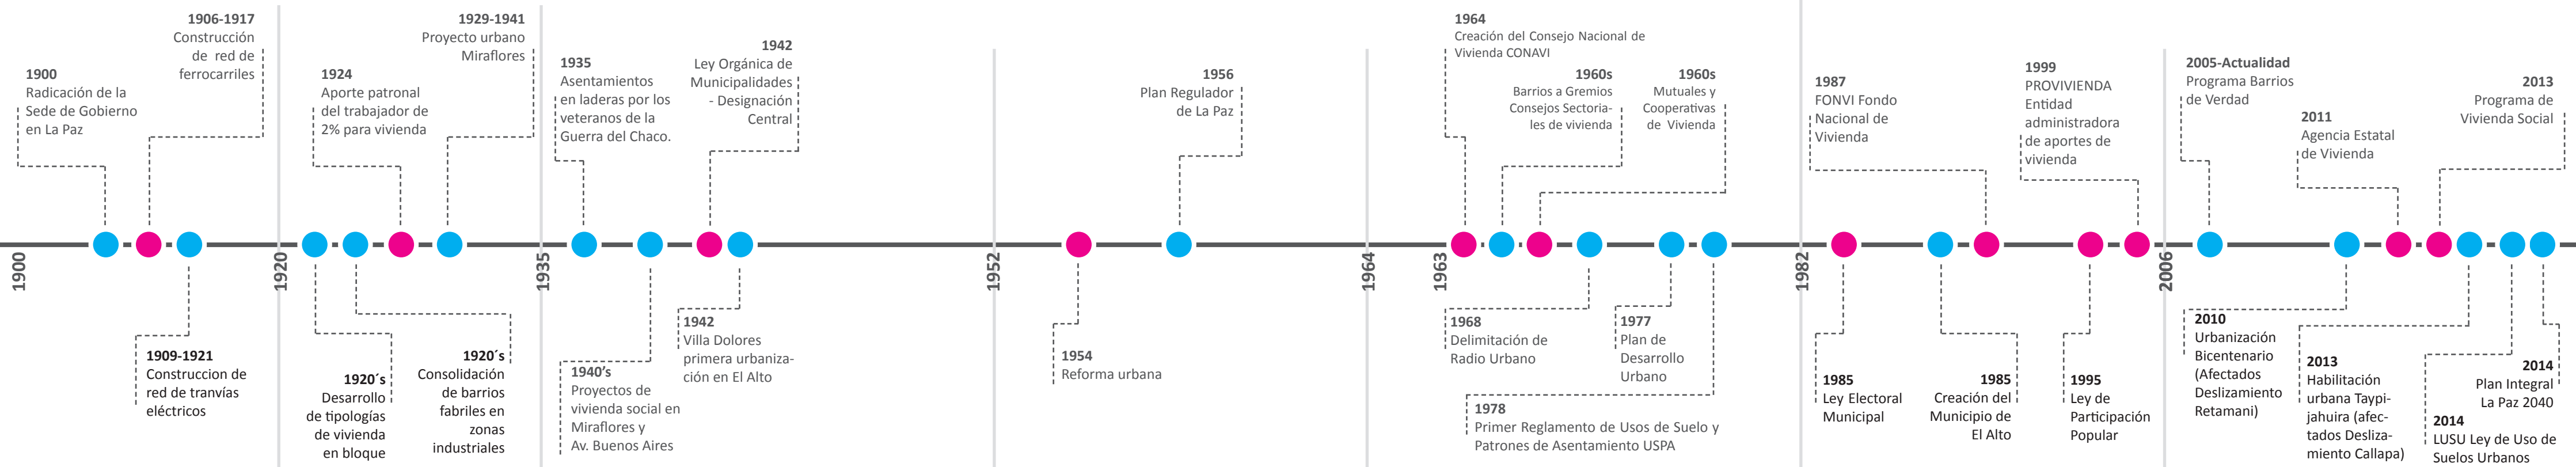 1900
Radicación de la
Sede de Gobierno
en La Paz
1906-1917
Construcción
de red de
ferrocarriles
1924
Aporte patronal
del trabajador de
2% para vivienda
1929-1941
Proyecto urbano
Miraflores
1935
Asentamientos
en laderas por los
veteranos de la
Guerra del Chaco.
1942
Ley Orgánica de
Municipalidades
- Designación
Central
1956
Plan Regulador
de La Paz
1964
Creación del Consejo Nacional de
Vivienda CONAVI
1960s
Barrios a Gremios
Consejos Sectoria-
les de vivienda
1960s
Mutuales y
Cooperativas
de Vivienda
1987
FONVI Fondo
Nacional de
Vivienda
1999
PROVIVIENDA
Entidad
administradora
de aportes de
vivienda
2005-Actualidad
Programa Barrios
de Verdad
2011
Agencia Estatal
de Vivienda
2013
Programa de
Vivienda Social
1900
1920
1935
1952
1964
1963
1982
2006
1909-1921
Construccion de
red de tranvías
eléctricos
1920´s
Desarrollo
de tipologías
de vivienda
en bloque
1920´s
Consolidación
de barrios
fabriles en
zonas
industriales
1940's
Proyectos de
vivienda social en
Miraflores y
Av. Buenos Aires
1942
Villa Dolores
primera urbaniza-
ción en El Alto
1954
Reforma urbana
1968
Delimitación de
Radio Urbano
1977
Plan de
Desarrollo
Urbano
1978
Primer Reglamento de Usos de Suelo y
Patrones de Asentamiento USPA
1985
Ley Electoral
Municipal
1985
Creación del
Municipio de
El Alto
1995
Ley de
Participación
Popular
2010
Urbanización
Bicentenario
(Afectados
Deslizamiento
Retamani)
2013
Habilitación
urbana Taypi-
jahuira (afec-
tados Desliza-
miento Callapa)
2014
LUSU Ley de Uso de
Suelos Urbanos
2014
Plan Integral
La Paz 2040